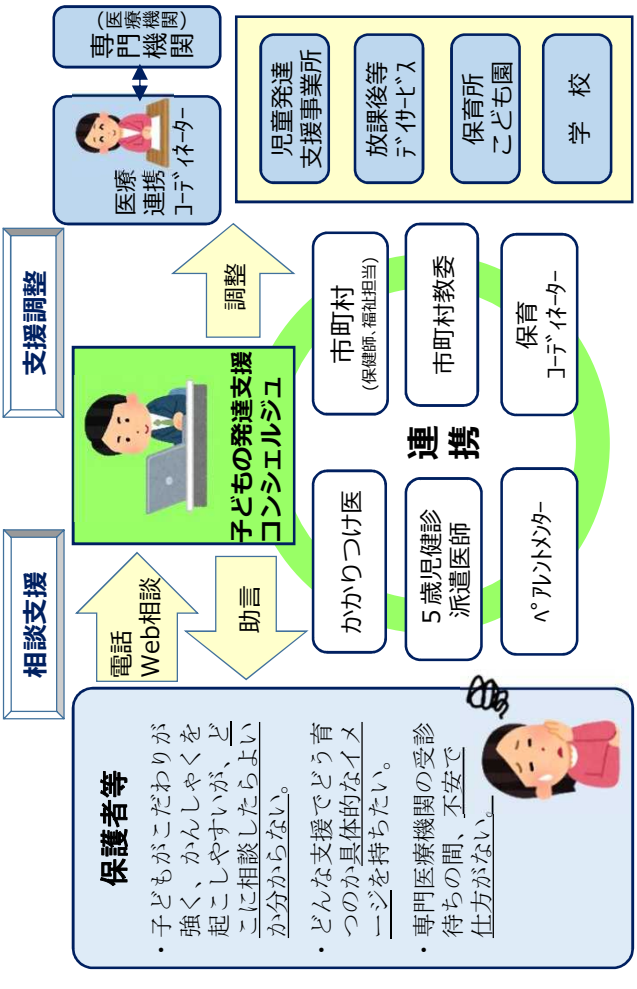 相談支援
支援調整
保護者等
・子どもがこだわりが
強く、かんしゃくを
起こしやすいが、ど
こに相談したらよい
か分からない。
・どんな支援でどう育
つのか具体的なイメ
ージを持ちたい。
・専門医療機関の受診
待ちの間、不安で
仕方がない。
電話
Web相談
助言
子どもの発達支援
コンシェルジュ
調整
連携
かかりつけ医
５歳児健診
派遣医師
ペアレントメンター
市町村
(保健師、福祉担当)
市町村教委
保育
コーディネーター
医療
連携
コーディネーター
専門
機関
(医療機関)
児童発達
支援事業所
放課後等
デイサービス
保育所
こども園
学校